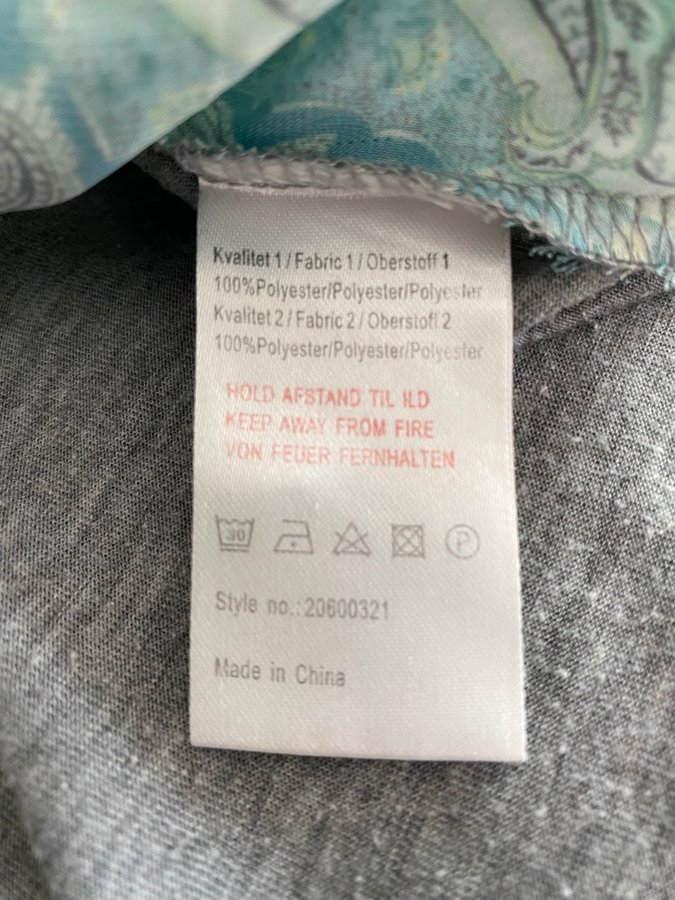 Kvalitet 1 / Fabric 1 / Oberstoff 1
100%Polyester/Polyester/Polyester
Kvalitet 2 / Fabric 2 / Oberstoff 2
100%Polyester/Polyester/Polyester
HOLD AFSTAND TIL ILD
KEEP AWAY FROM FIRE
VON FEUER FERNHALTEN
30 P
Style no.:20600321
Made in China